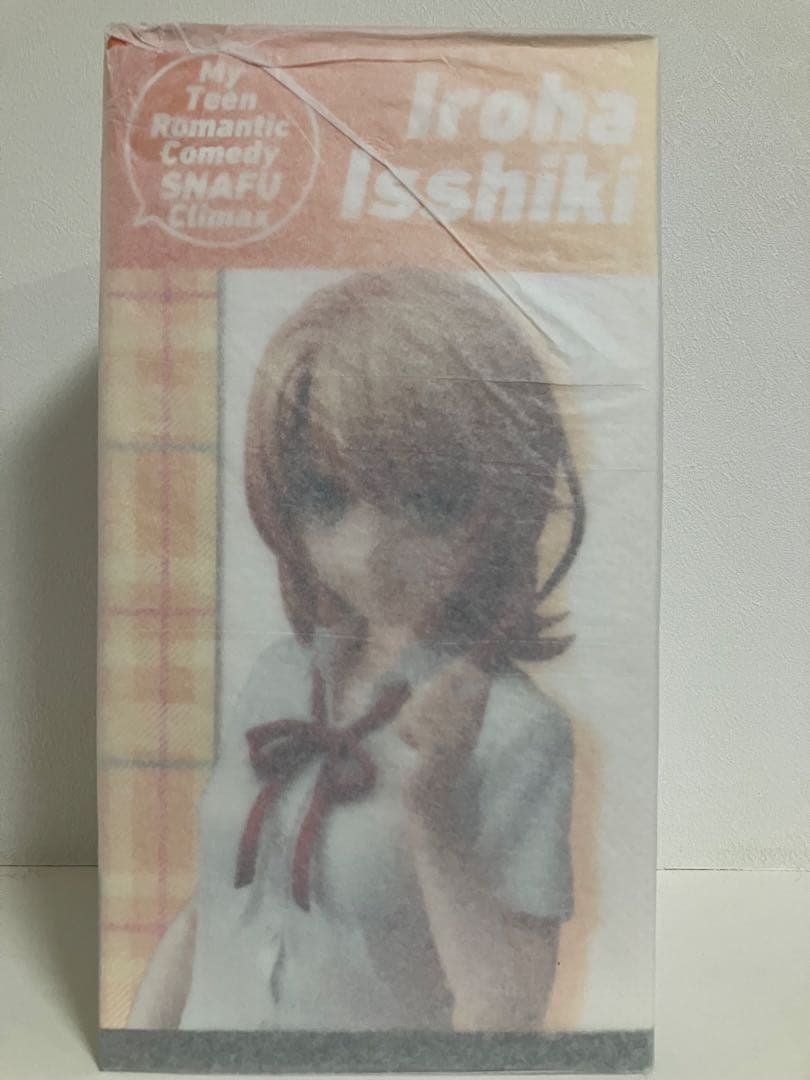 My
Teen
Romantic
Comedy
SNAFU
Climax
Iroha
Isshiki